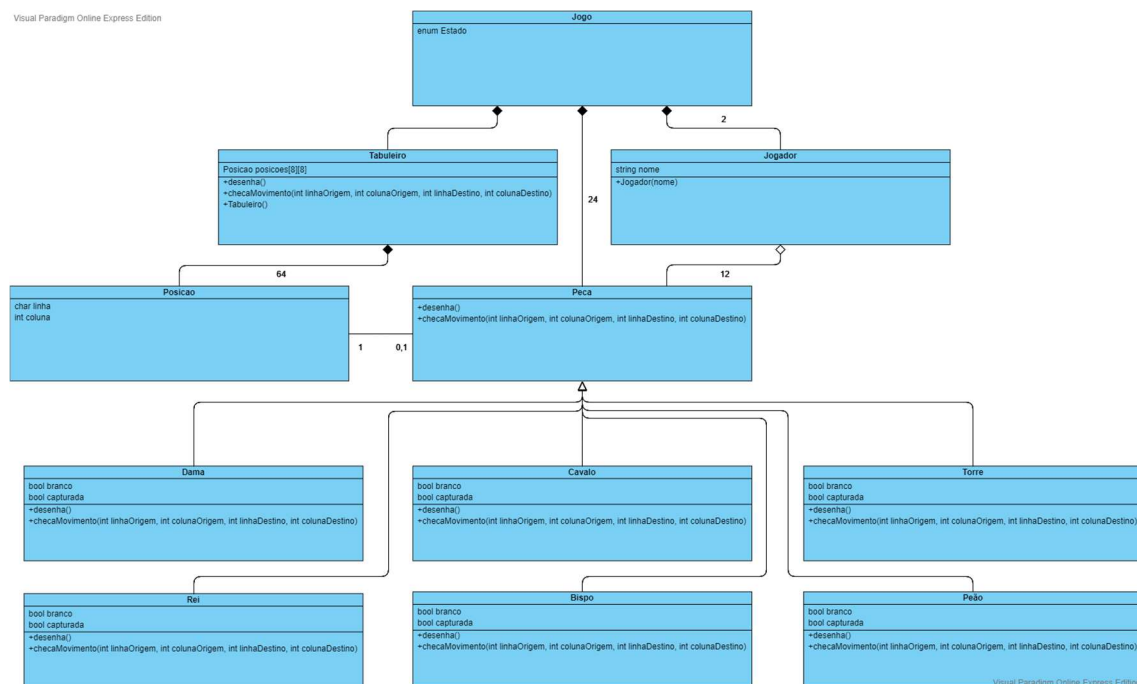 Visual Paradigm Online Express Edition
Jogo
enum Estado
2
Tabuleiro
Posicao posicoes[8][8]
+desenha()
+checaMovimento(int linhaOrigem, int colunaOrigem, int linhaDestino, int colunaDestino)
+Tabuleiro()
Jogador
string nome
+Jogador(nome)
24
64
12
Posicao
char linha
int coluna
Peca
+desenha()
+checaMovimento(int linhaOrigem, int colunaOrigem, int linhaDestino, int colunaDestino)
1
0,1
Dama
bool branco
bool capturada
+desenha()
+checaMovimento(int linhaOrigem, int colunaOrigem, int linhaDestino, int colunaDestino)
Cavalo
bool branco
bool capturada
+desenha()
+checaMovimento(int linhaOrigem, int colunaOrigem, int linhaDestino, int colunaDestino)
Torre
bool branco
bool capturada
+desenha()
+checaMovimento(int linhaOrigem, int colunaOrigem, int linhaDestino, int colunaDestino)
Rei
bool branco
bool capturada
+desenha()
+checaMovimento(int linhaOrigem, int colunaOrigem, int linhaDestino, int colunaDestino)
Bispo
bool branco
bool capturada
+desenha()
+checaMovimento(int linhaOrigem, int colunaOrigem, int linhaDestino, int colunaDestino)
Peão
bool branco
bool capturada
+desenha()
+checaMovimento(int linhaOrigem, int colunaOrigem, int linhaDestino, int colunaDestino)
Visual Paradigm Online Express Edition